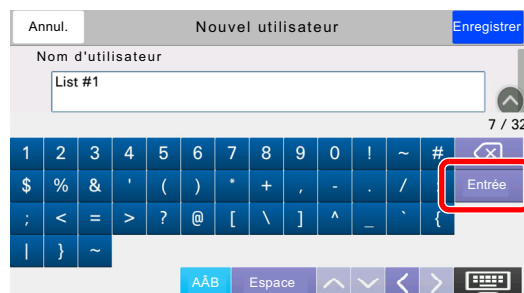 Annul. Nouvel utilisateur Enregistrer
Nom d'utilisateur
List #1
7 / 32
1 2 3 4 5 6 7 8 9 0 ! ~ #
$ % & ' ( ) * + , - . / Entrée
; < = > ? @ [ \ ] ^ _ ` {
| } ~
AÂB Espace